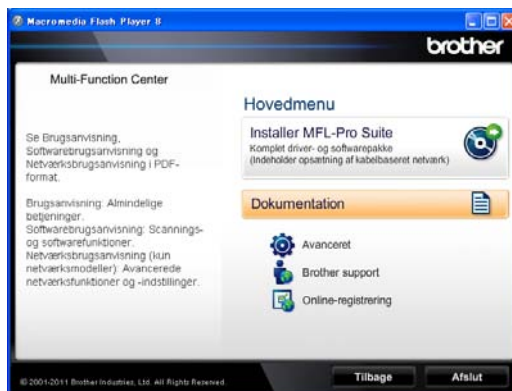 Macromedia Flash Player 8
brother
Multi-Function Center
Se Brugsanvisning,
Softwarebrugsanvisning og
Netværksbrugsanvisning i PDF-
format.
Brugsanvisning: Almindelige
betjeninger.
Softwarebrugsanvisning: Scannings-
og softwarefunktioner.
Netværksbrugsanvisning (kun
netværksmodeller): Avancerede
netværksfunktioner og -indstillinger.
Hovedmenu
Installer MFL-Pro Suite
Komplet driver- og softwarepakke
(Indeholder opsætning af kabelbaseret netværk)
Dokumentation
Avanceret
Brother support
Online-registrering
© 2001-2011 Brother Industries, Ltd. All Rights Reserved.
Tilbage
Afslut